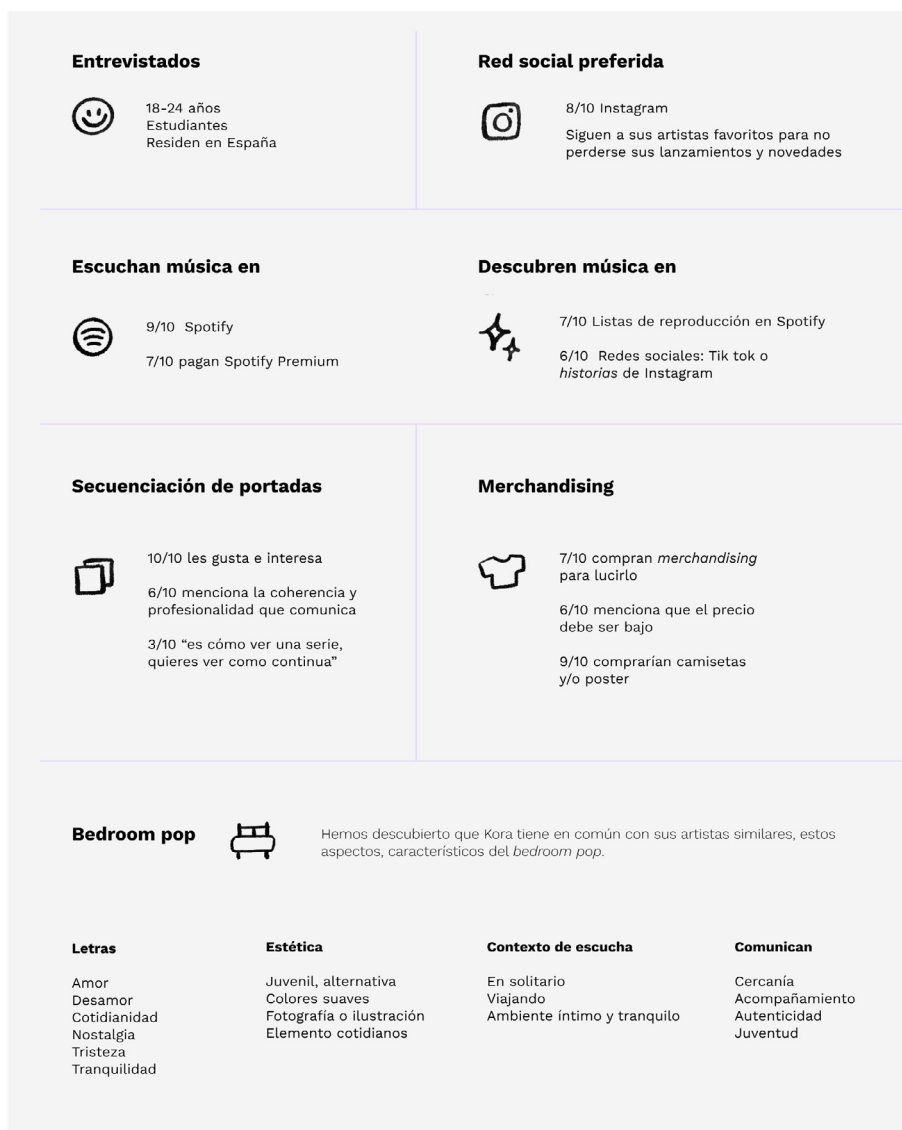 Entrevistados
18-24 años
Estudiantes
Residen en España
Red social preferida
8/10 Instagram
Siguen a sus artistas favoritos para no
perderse sus lanzamientos y novedades
Escuchan música en
9/10 Spotify
7/10 pagan Spotify Premium
Descubren música en
7/10 Listas de reproducción en Spotify
6/10 Redes sociales: Tik tok o
historias de Instagram
Secuenciación de portadas
10/10 les gusta e interesa
6/10 menciona la coherencia y
profesionalidad que comunica
3/10 “es cómo ver una serie,
quieres ver como continua”
Merchandising
7/10 compran merchandising
para lucirlo
6/10 menciona que el precio
debe ser bajo
9/10 comprarían camisetas
y/o poster
Bedroom pop
Hemos descubierto que Kora tiene en común con sus artistas similares, estos
aspectos, característicos del bedroom pop.
Letras
Amor
Desamor
Cotidianidad
Nostalgia
Tristeza
Tranquilidad
Estética
Juvenil, alternativa
Colores suaves
Fotografía o ilustración
Elemento cotidianos
Contexto de escucha
En solitario
Viajando
Ambiente íntimo y tranquilo
Comunican
Cercanía
Acompañamiento
Autenticidad
Juventud